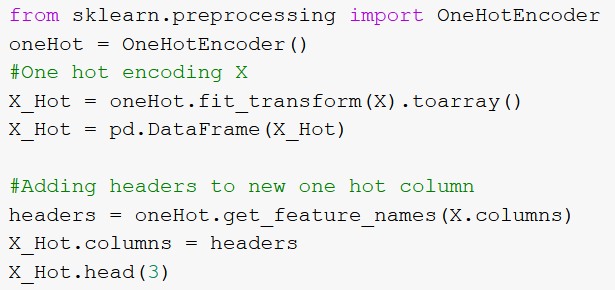 from sklearn.preprocessing import OneHotEncoder
oneHot = OneHotEncoder()
#One hot encoding X
X_Hot = oneHot.fit_transform(X).toarray()
X_Hot = pd.DataFrame(X_Hot)
#Adding headers to new one hot column
headers = oneHot.get_feature_names(X.columns)
X_Hot.columns = headers
X_Hot.head(3)